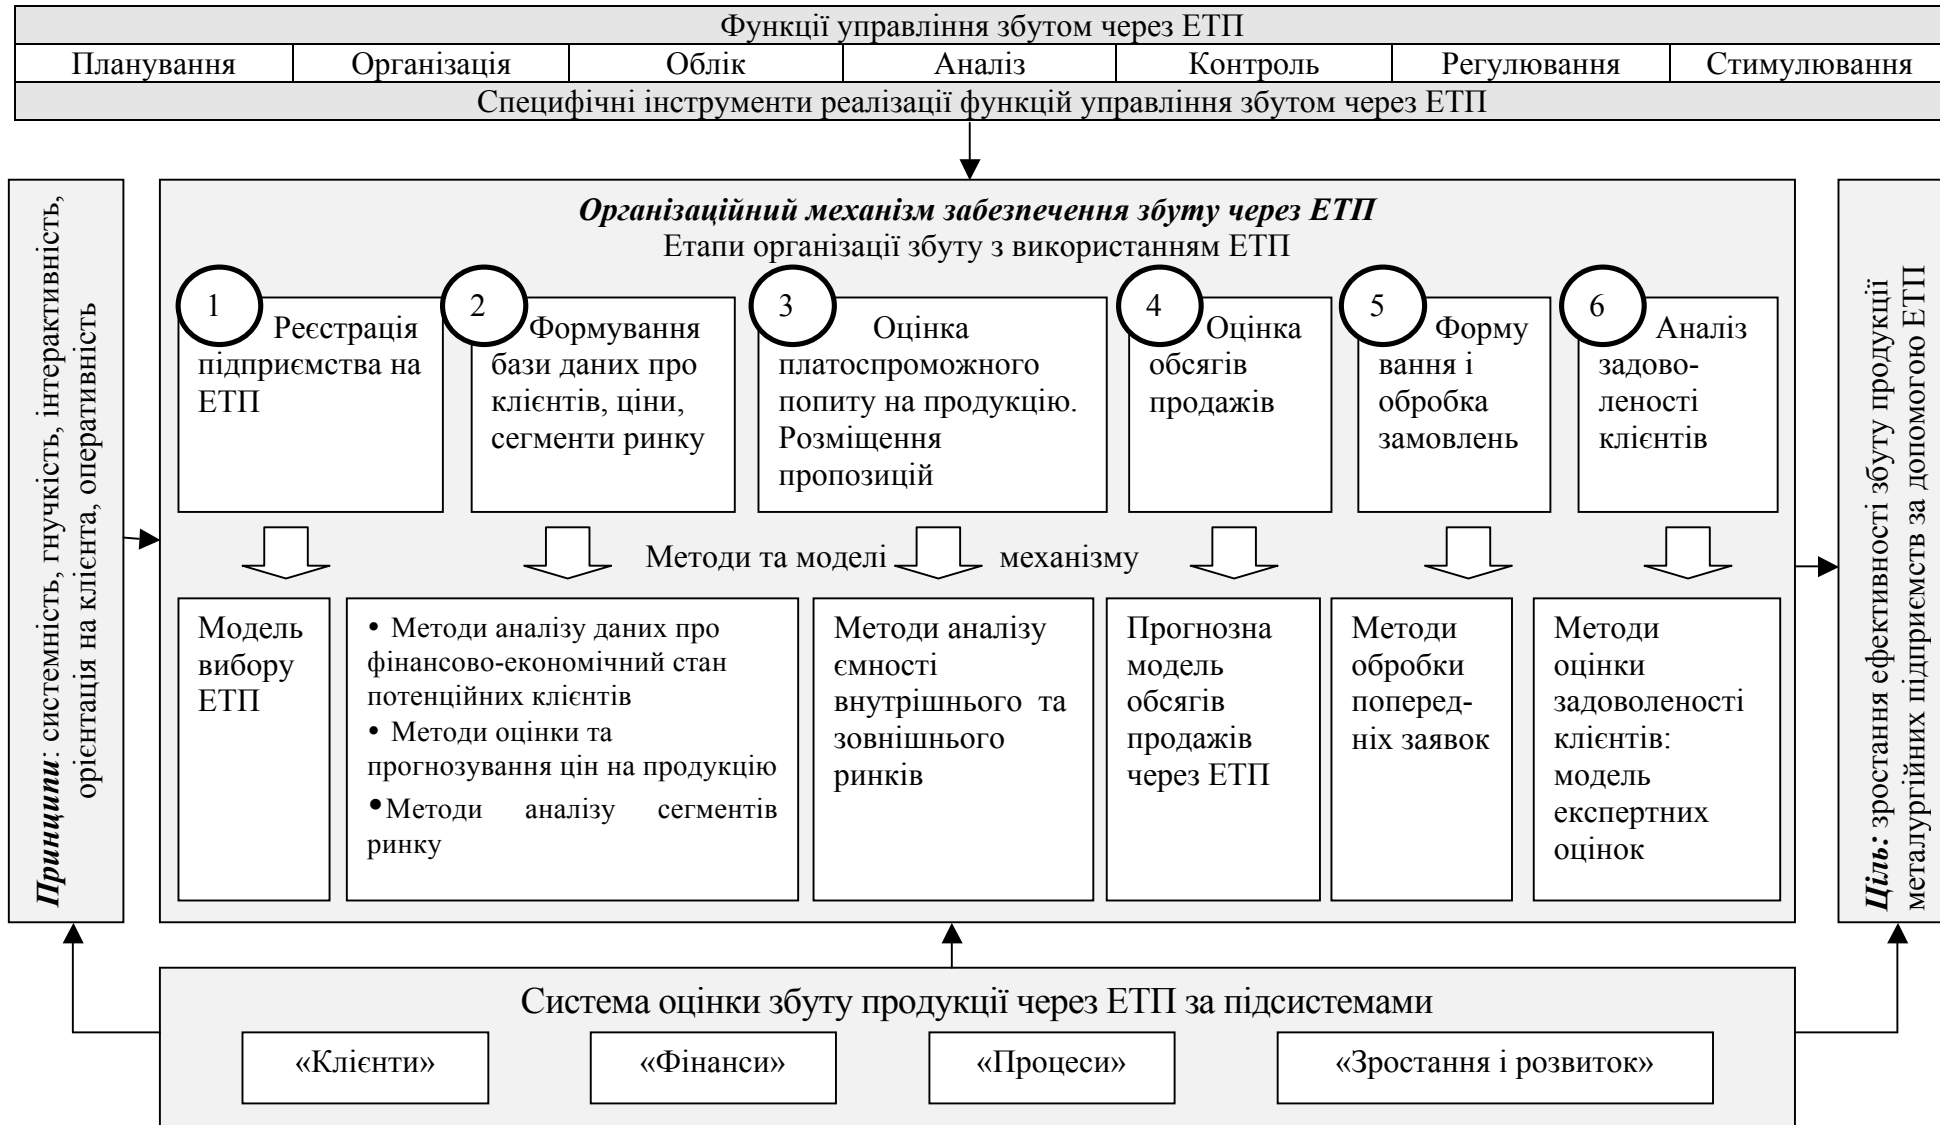 Функції управління збутом через ЕТП
Планування
Організація
Облік
Аналіз
Контроль
Регулювання
Стимулювання
Специфічні інструменти реалізації функцій управління збутом через ЕТП
Принципи: системність, гнучкість, інтерактивність,
орієнтація на клієнта, оперативність
Організаційний механізм забезпечення збуту через ЕТП
Етапи організації збуту з використанням ЕТП
1
Реєстрація
підприємства на
ЕТП
2
Формування
бази даних про
клієнтів, ціни,
сегменти ринку
3
Оцінка
платоспроможного
попиту на продукцію.
Розміщення
пропозицій
4
Оцінка
обсягів
продажів
5
Форму
вання і
обробка
замовлень
6
Аналіз
задово-
леності
клієнтів
Методи та моделі механізму
Модель
вибору
ЕТП
• Методи аналізу даних про
фінансово-економічний стан
потенційних клієнтів
• Методи оцінки та
прогнозування цін на продукцію
•Методи аналізу сегментів
ринку
Методи аналізу
ємності
внутрішнього та
зовнішнього
ринків
Прогнозна
модель
обсягів
продажів
через ЕТП
Методи
обробки
поперед-
ніх заявок
Методи
оцінки
задоволеності
клієнтів:
модель
експертних
оцінок
Ціль: зростання ефективності збуту продукції
металургійних підприємств за допомогою ЕТП
Система оцінки збуту продукції через ЕТП за підсистемами
«Клієнти»
«Фінанси»
«Процеси»
«Зростання і розвиток»